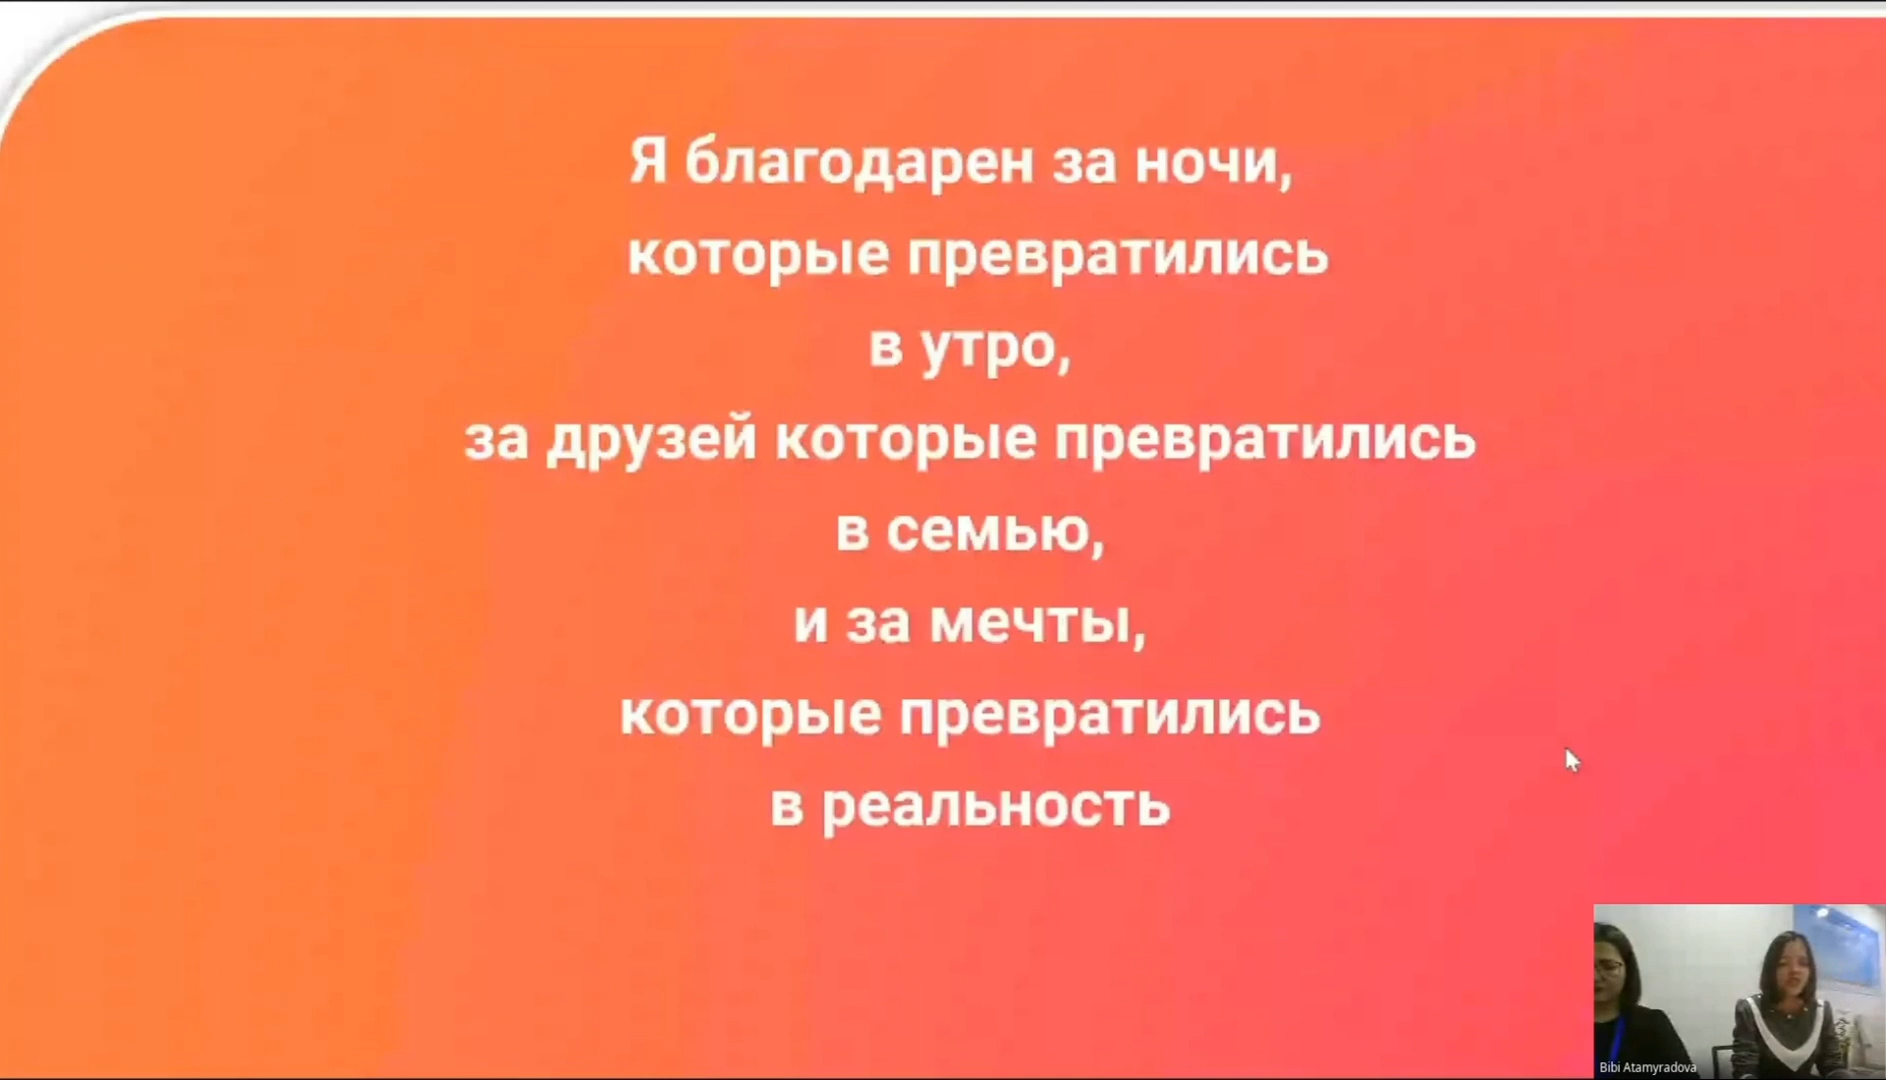 Я благодарен за ночи,
которые превратились
в утро,
за друзей которые превратились
в семью,
и за мечты,
которые превратились
в реальность
Bibi Atamyradova